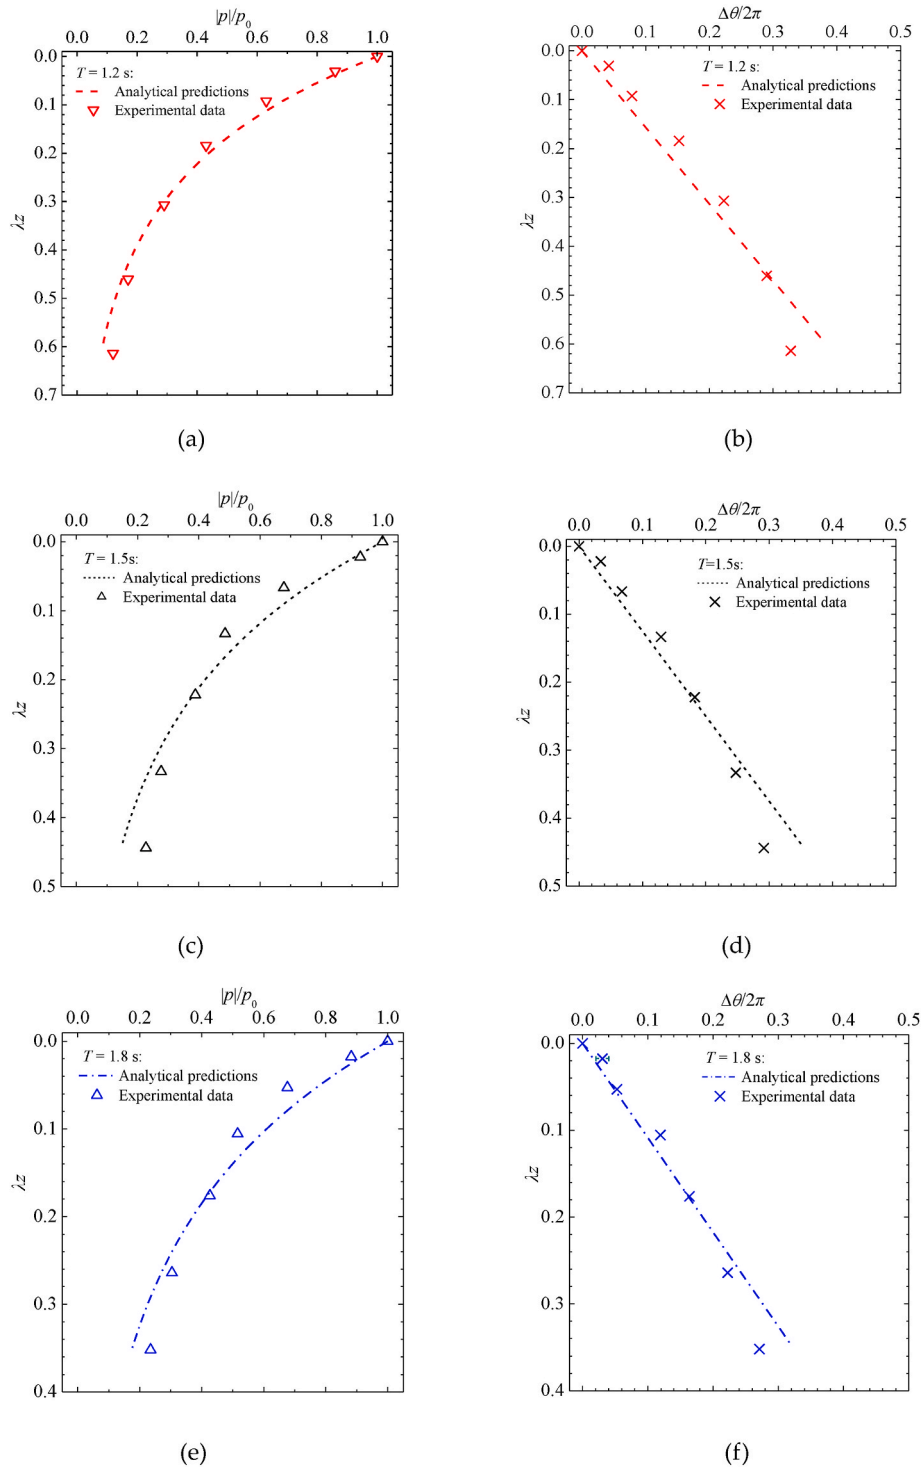 |p|/p0
0.0 0.2 0.4 0.6 0.8 1.0
0.0
0.1
0.2
0.3
0.4
0.5
0.6
0.7
λz
T = 1.2 s:
Analytical predictions
Experimental data
(a)
Δθ/2π
0.0 0.1 0.2 0.3 0.4 0.5
0.0
0.1
0.2
0.3
0.4
0.5
0.6
0.7
λz
T = 1.2 s:
Analytical predictions
Experimental data
(b)
|p|/p0
0.0 0.2 0.4 0.6 0.8 1.0
0.0
0.1
0.2
0.3
0.4
0.5
λz
T = 1.5s:
Analytical predictions
Experimental data
(c)
Δθ/2π
0.0 0.1 0.2 0.3 0.4 0.5
0.0
0.1
0.2
0.3
0.4
0.5
λz
T=1.5s:
Analytical predictions
Experimental data
(d)
|p|/p0
0.0 0.2 0.4 0.6 0.8 1.0
0.0
0.1
0.2
0.3
0.4
λz
T = 1.8 s:
Analytical predictions
Experimental data
(e)
Δθ/2π
0.0 0.1 0.2 0.3 0.4 0.5
0.0
0.1
0.2
0.3
0.4
λz
T = 1.8 s:
Analytical predictions
Experimental data
(f)